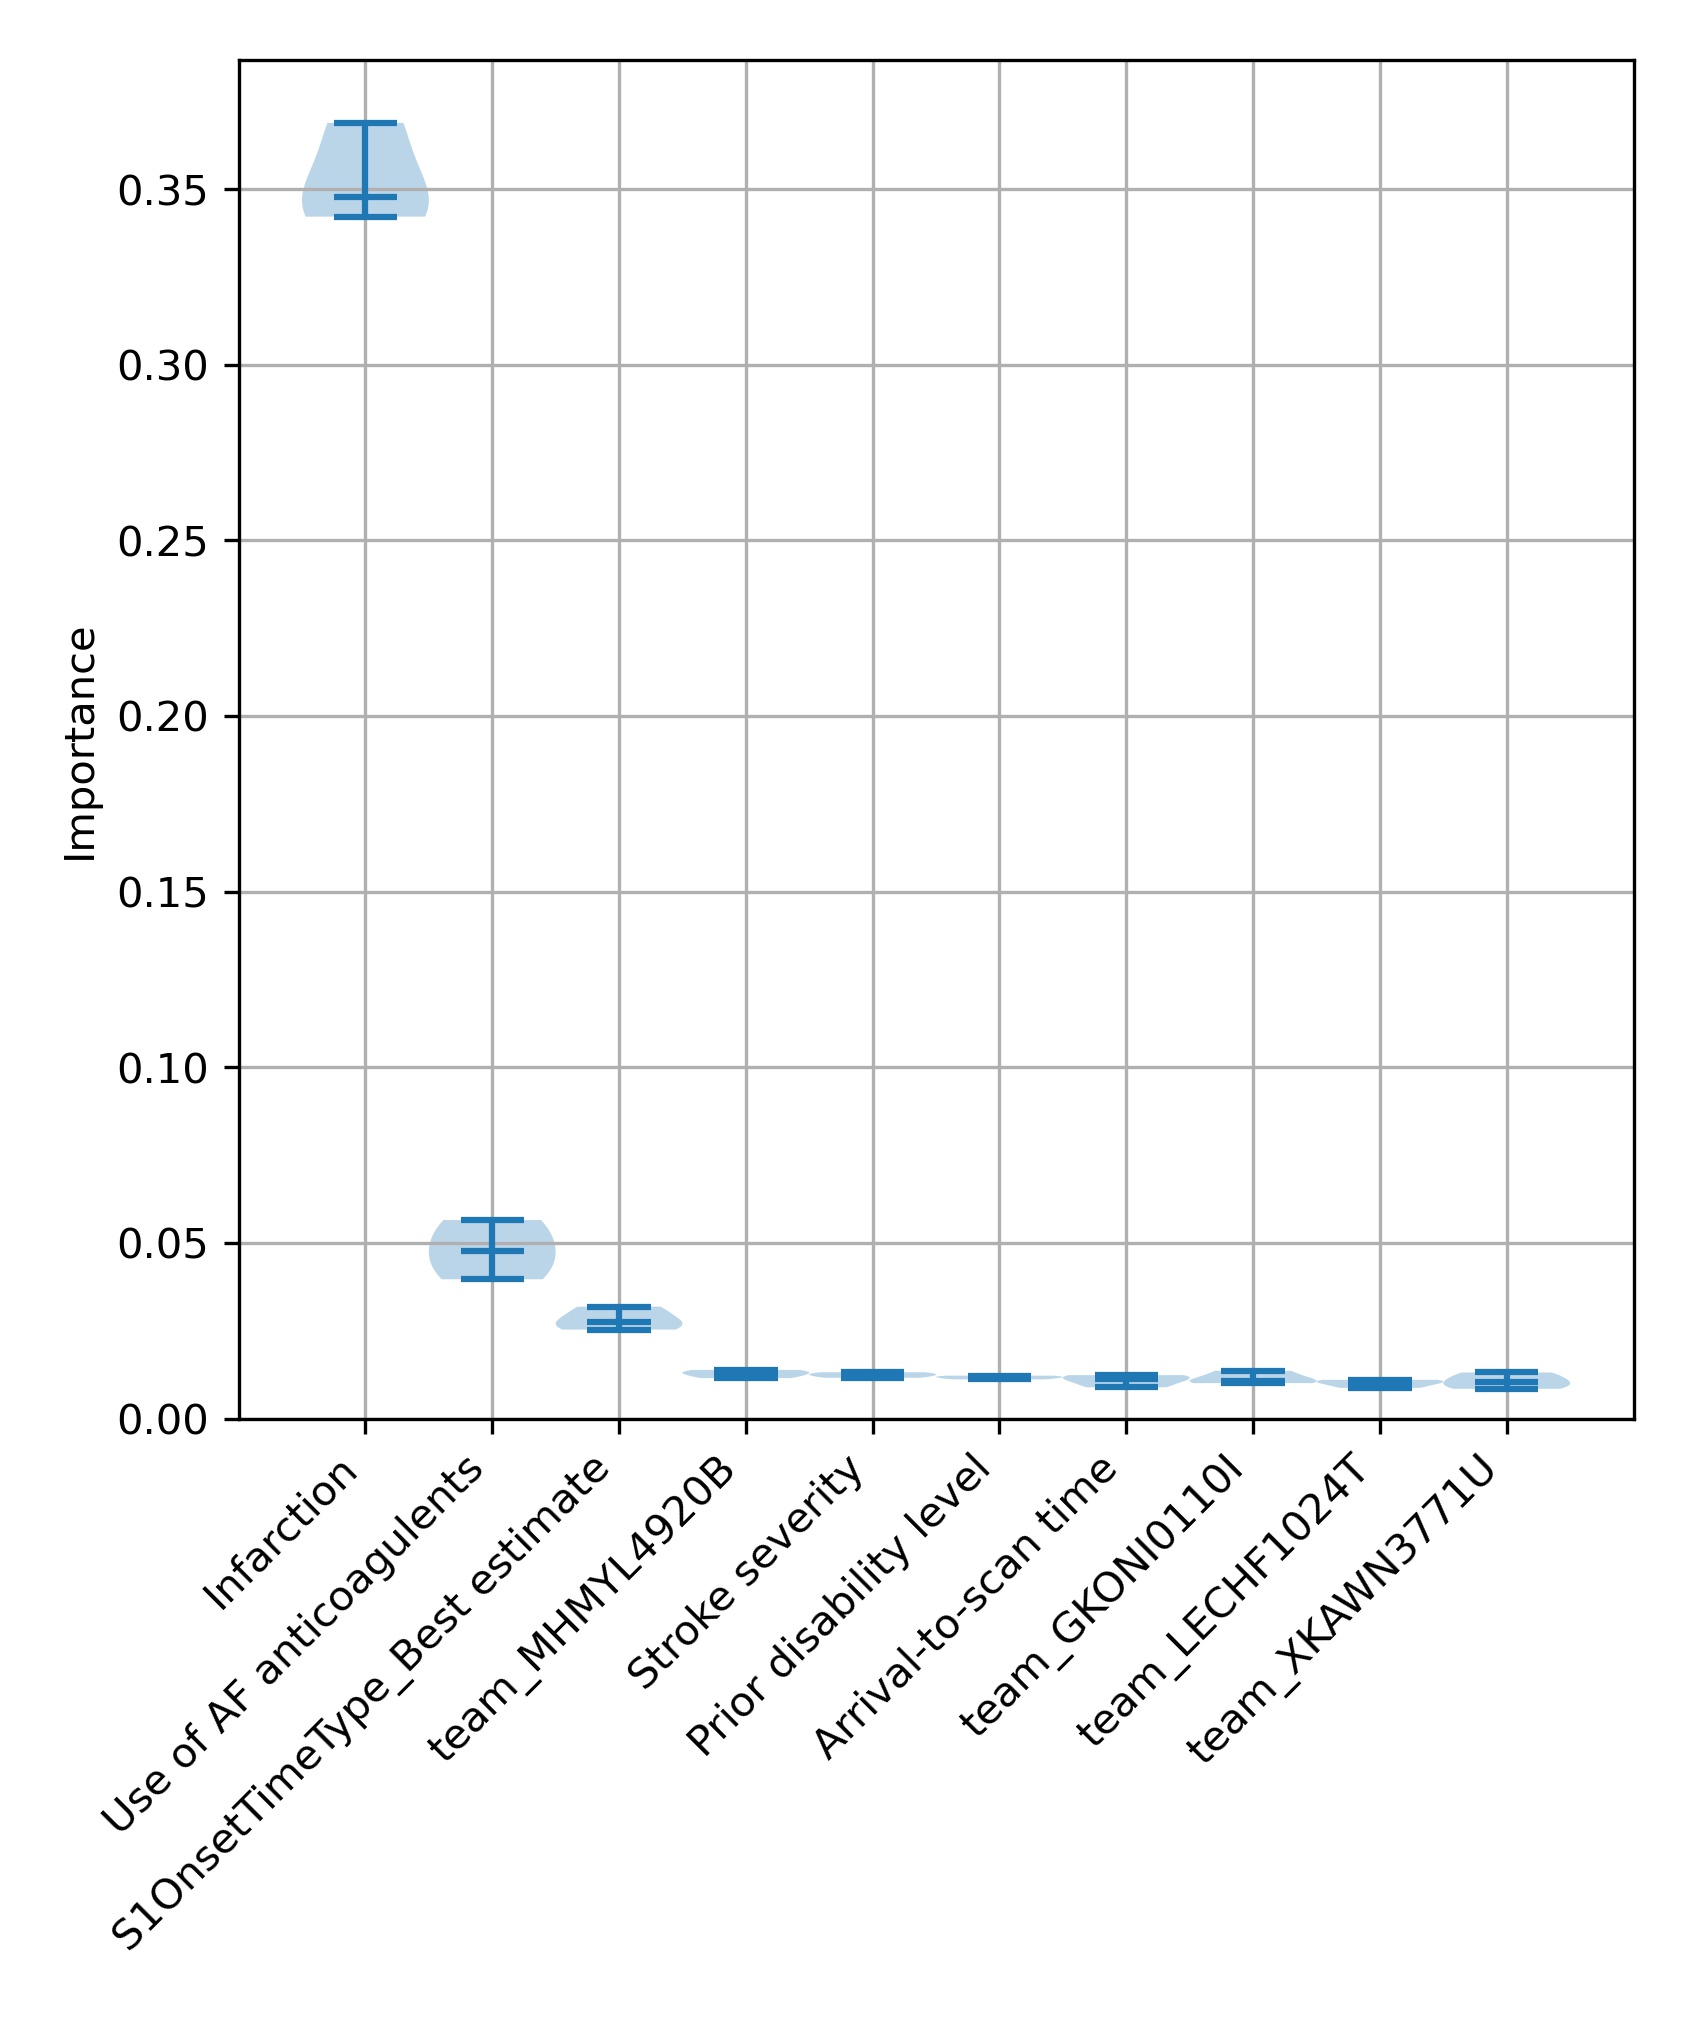 Importance
0.35
0.30
0.25
0.20
0.15
0.10
0.05
0.00
Infarction
Use of AF anticoagulents
S1OnsetTimeType_Best estimate
team_MHMYL4920B
Stroke severity
Prior disability level
Arrival-to-scan time
team_GKONI0110I
team_LECHF1024T
team_XKAWN3771U